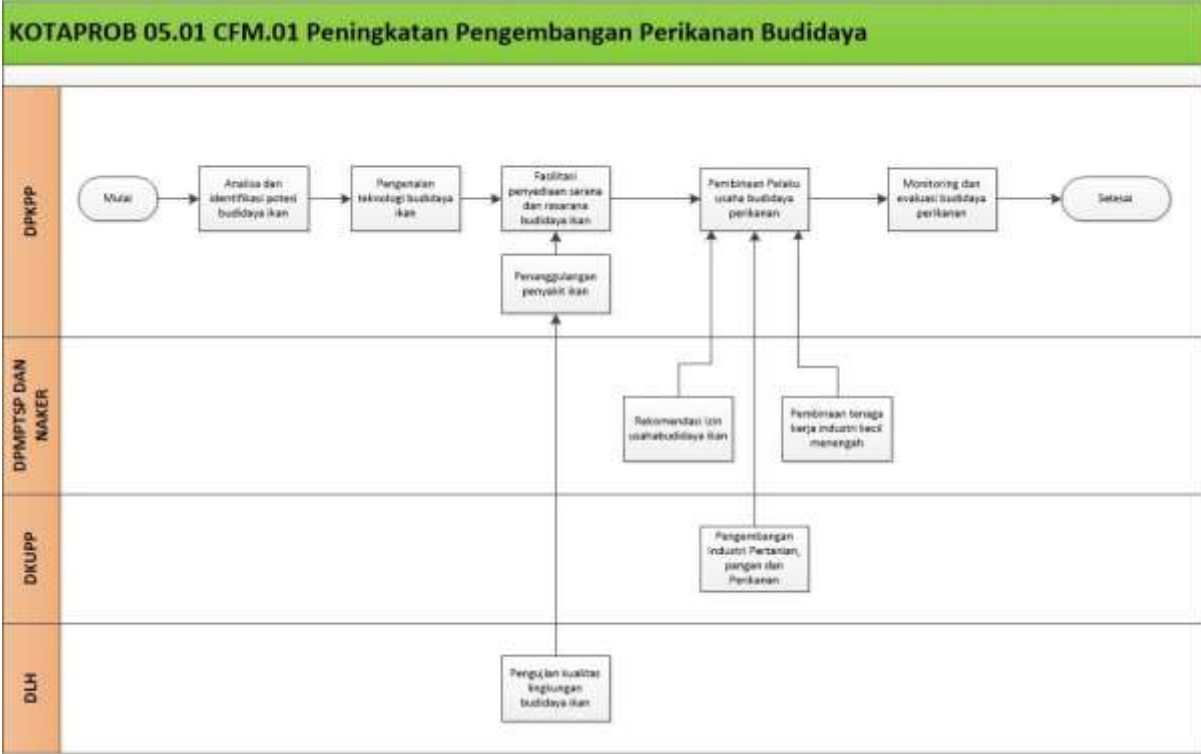 KOTAPROB 05.01 CFM.01 Peningkatan Pengembangan Perikanan Budidaya
DPKPP
Mulai
Analisa dan
identifikasi potesi
budidaya ikan
Pengenalan
teknologi budidaya
ikan
Fasilitasi
penyediaan sarana
dan rasarana
budidaya ikan
Pembinaan Pelaku
usaha budidaya
perikanan
Monitoring dan
evaluasi budidaya
perikanan
Selesai
Penanggulangan
penyakit ikan
DPMPTSP DAN
NAKER
Rekomendasi Izin
usahabudidaya ikan
Pembinaan tenaga
kerja industri kecil
menengah
DKUPP
Pengembangan
Industri Pertanian,
pangan dan
Perikanan
DLH
Pengujian kualitas
lingkungan
budidaya ikan